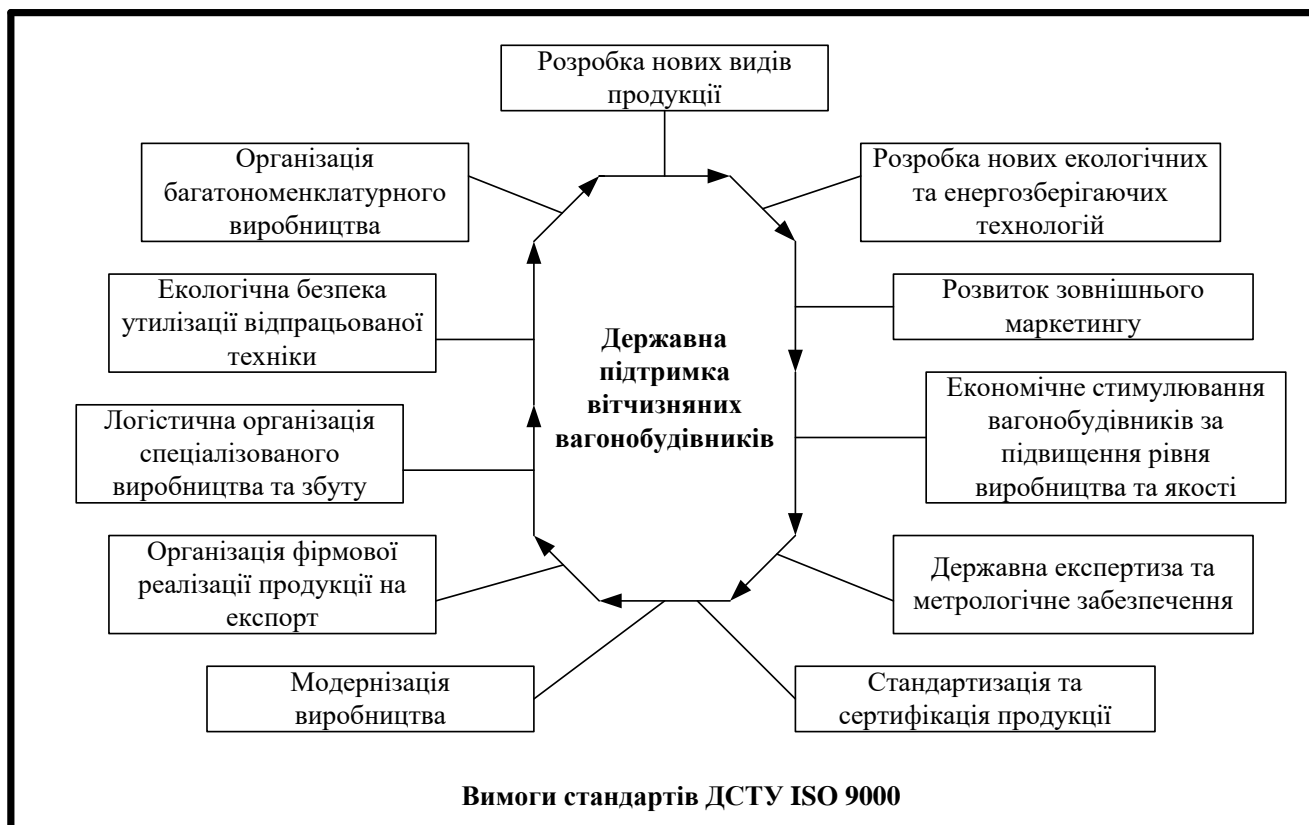 Розробка нових видів
продукції
Організація
багатономенклатурного
виробництва
Розробка нових екологічних
та енергозберігаючих
технологій
Екологічна безпека
утилізації відпрацьованої
техніки
Розвиток зовнішнього
маркетингу
Державна
підтримка
вітчизняних
вагонобудівників
Логістична організація
спеціалізованого
виробництва та збуту
Економічне стимулювання
вагонобудівників за
підвищення рівня
виробництва та якості
Організація фірмової
реалізації продукції на
експорт
Державна експертиза та
метрологічне забезпечення
Модернізація
виробництва
Стандартизація та
сертифікація продукції
Вимоги стандартів ДСТУ ISO 9000